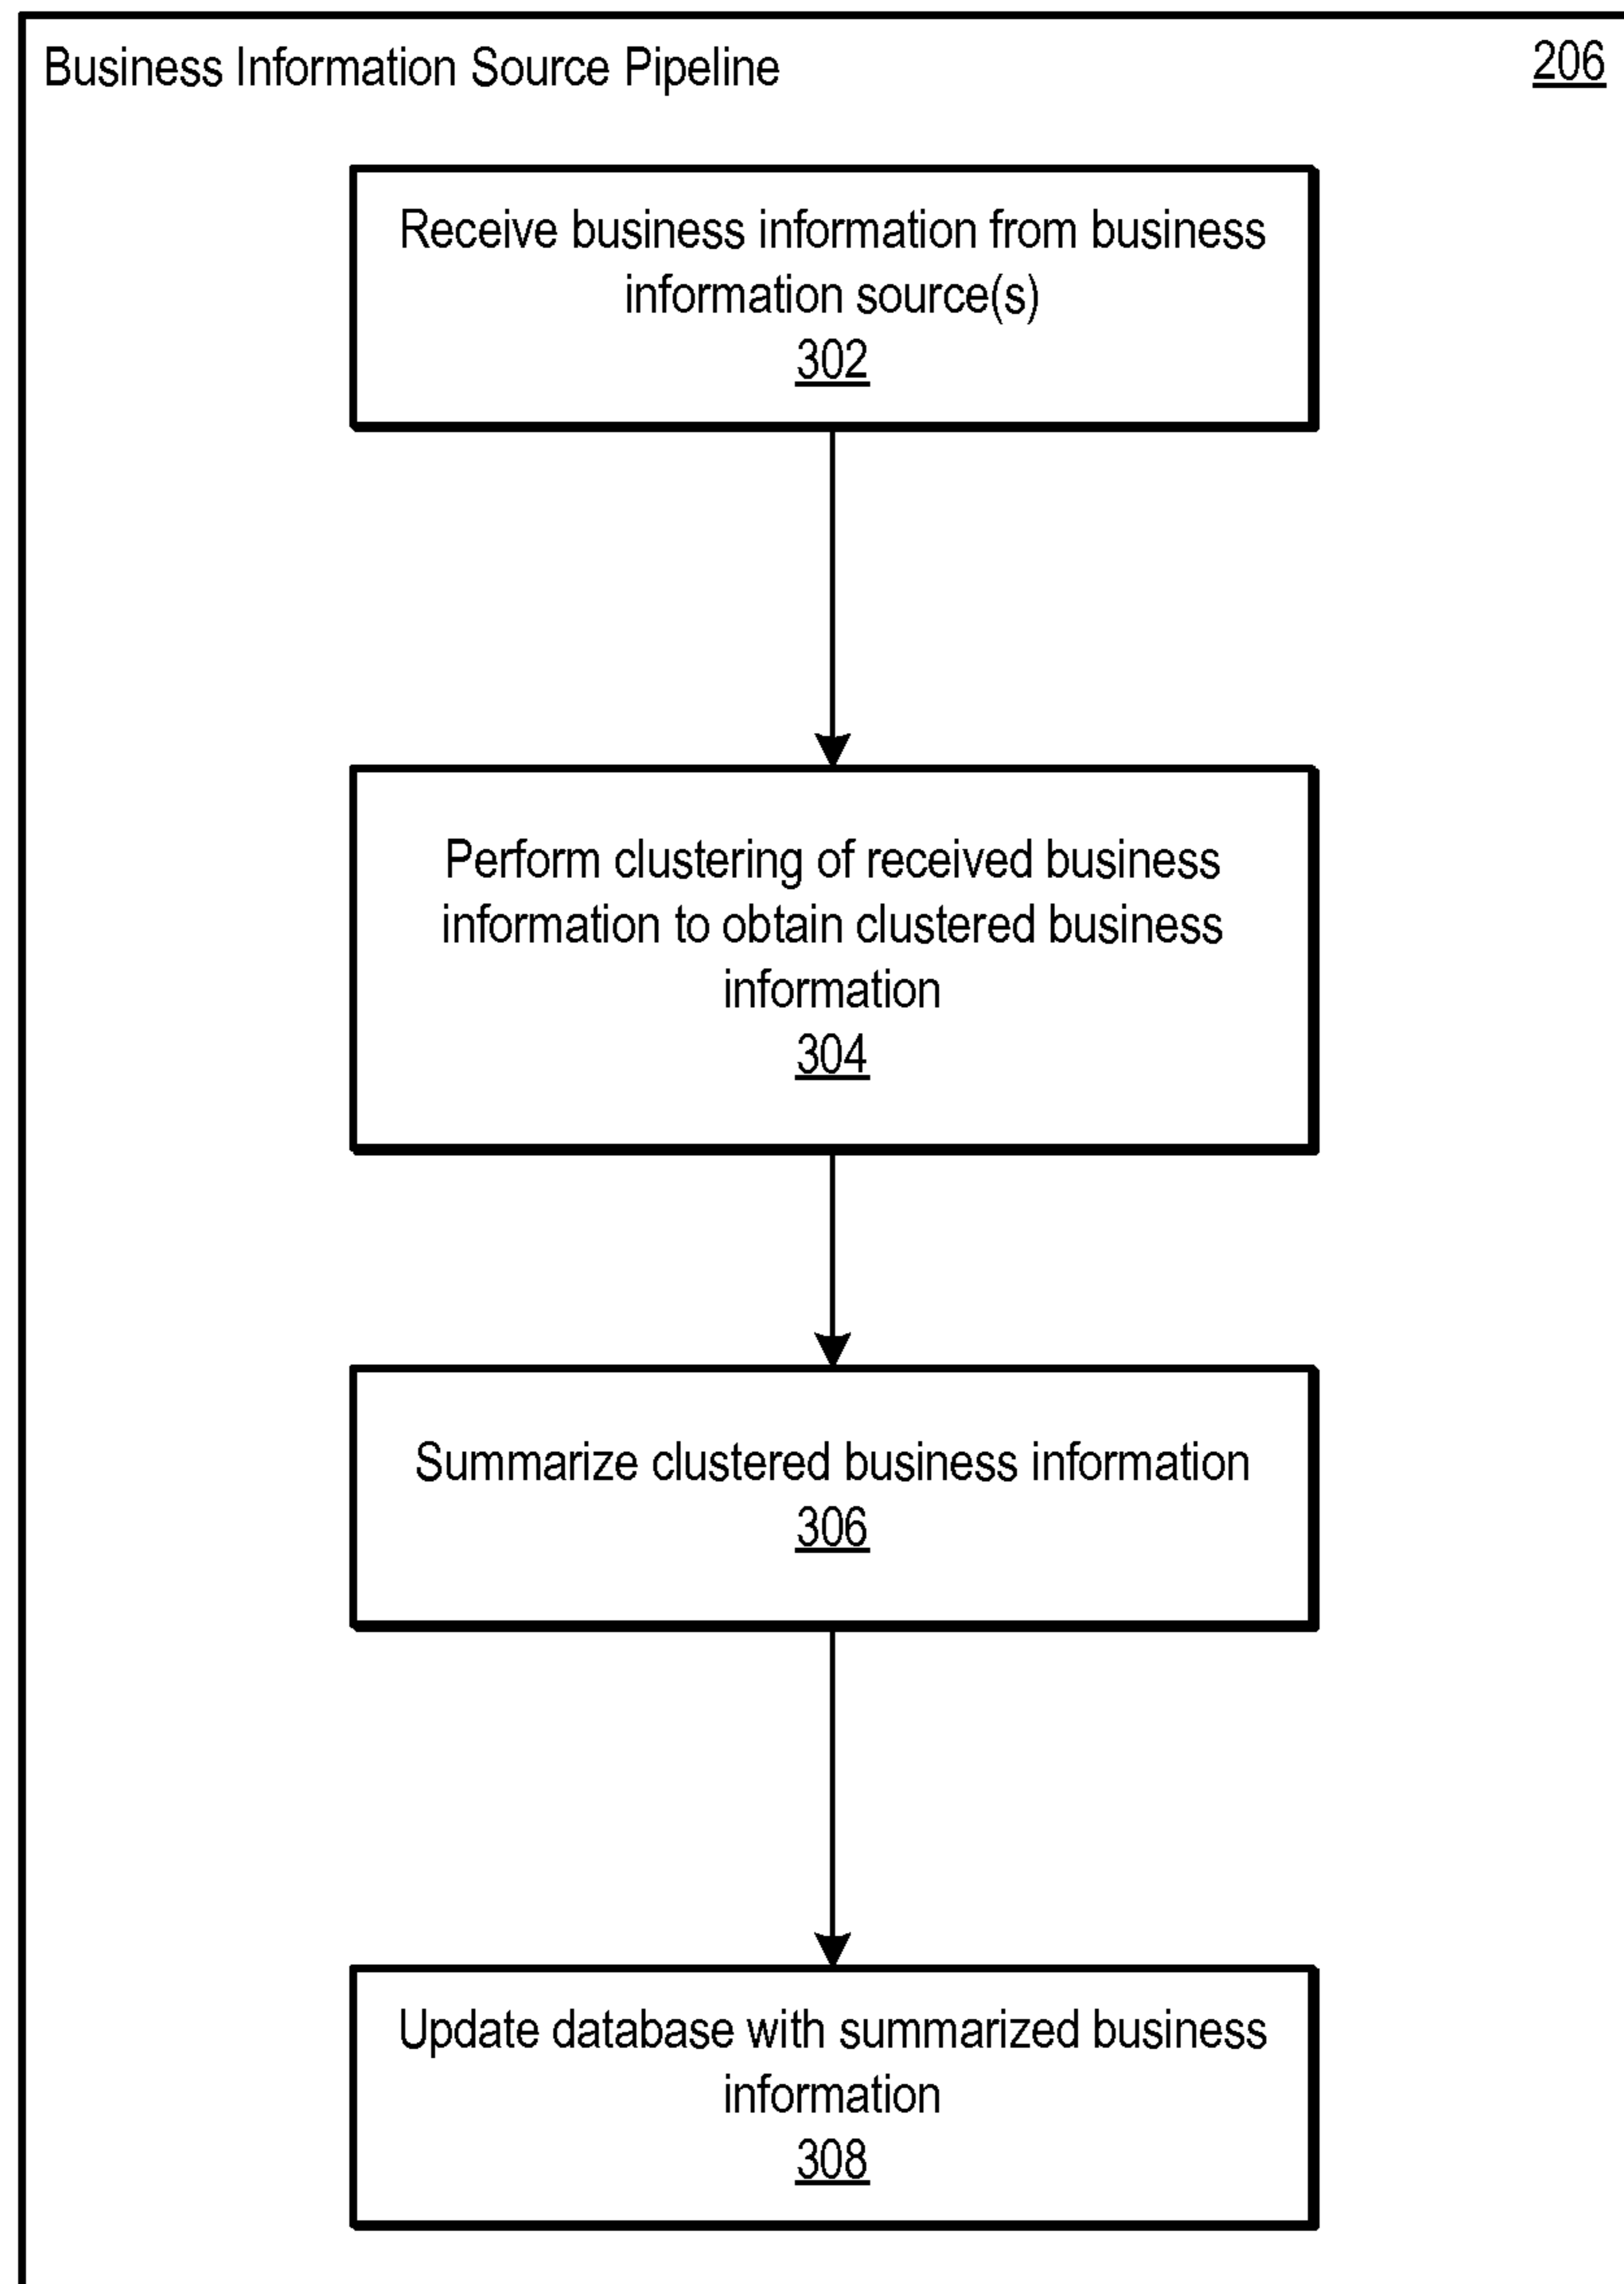 Business Information Source Pipeline
206
Receive business information from business
information source(s)
302
Perform clustering of received business
information to obtain clustered business
information
304
Summarize clustered business information
306
Update database with summarized business
information
308